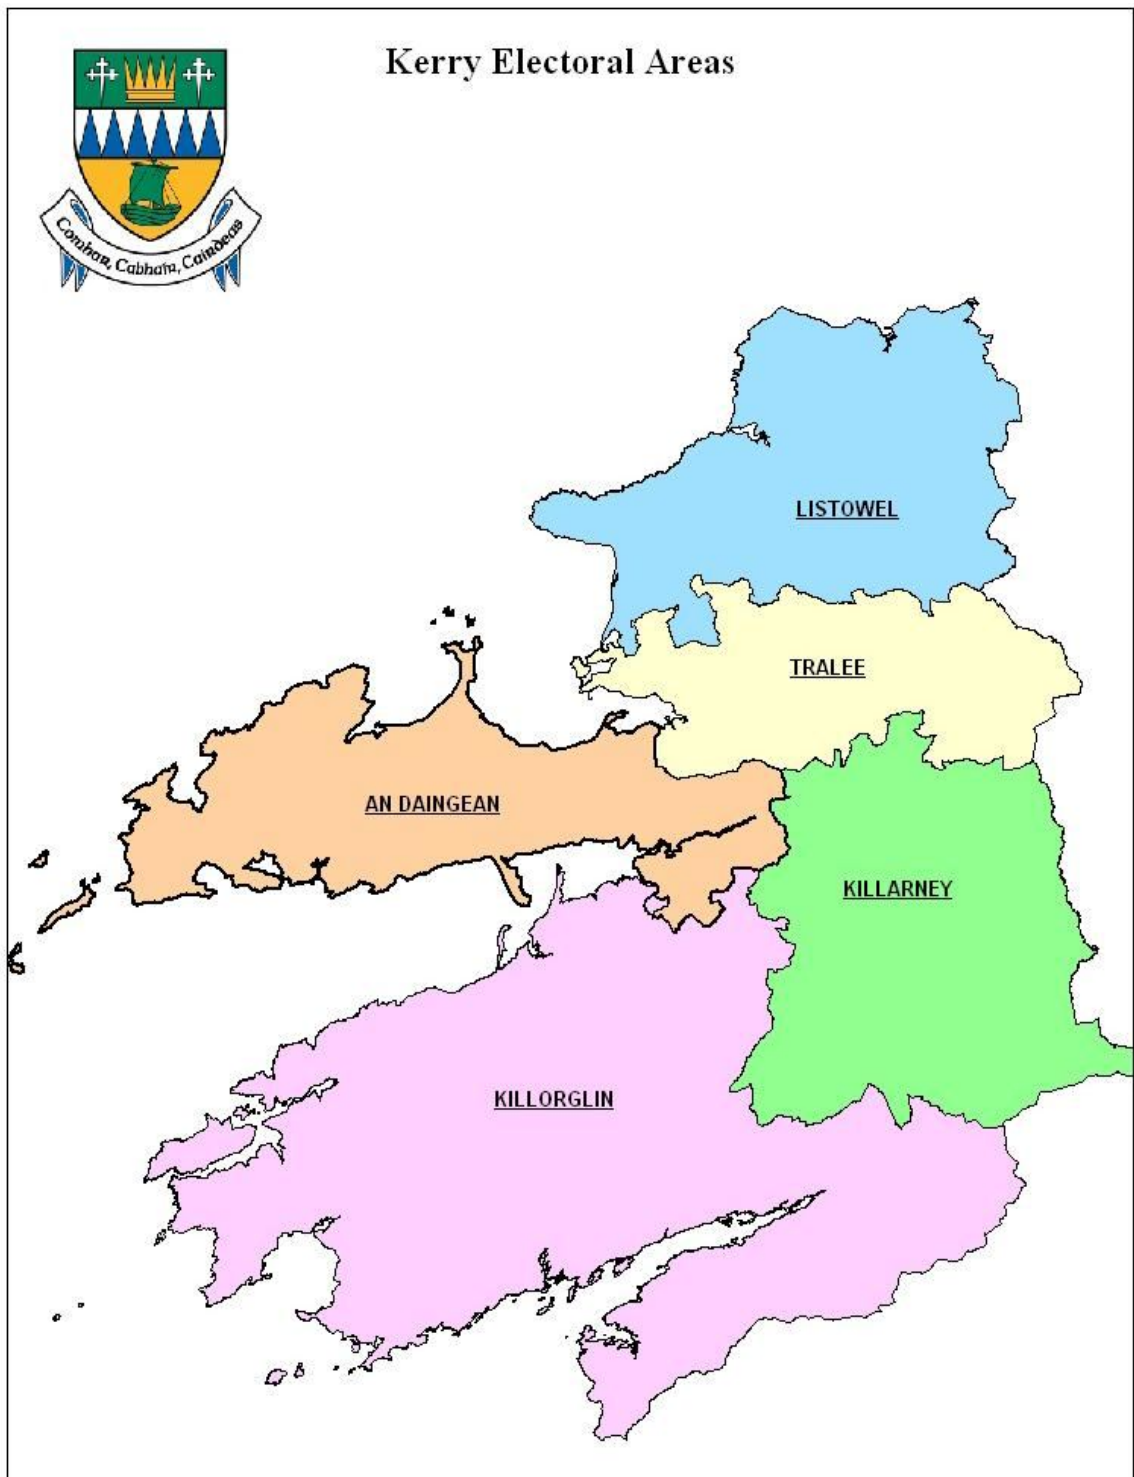 Kerry Electoral Areas
Comhar, Cabhair, Cairdeas
LISTOWEL
TRALEE
AN DAINGEAN
KILLARNEY
KILLORGLIN